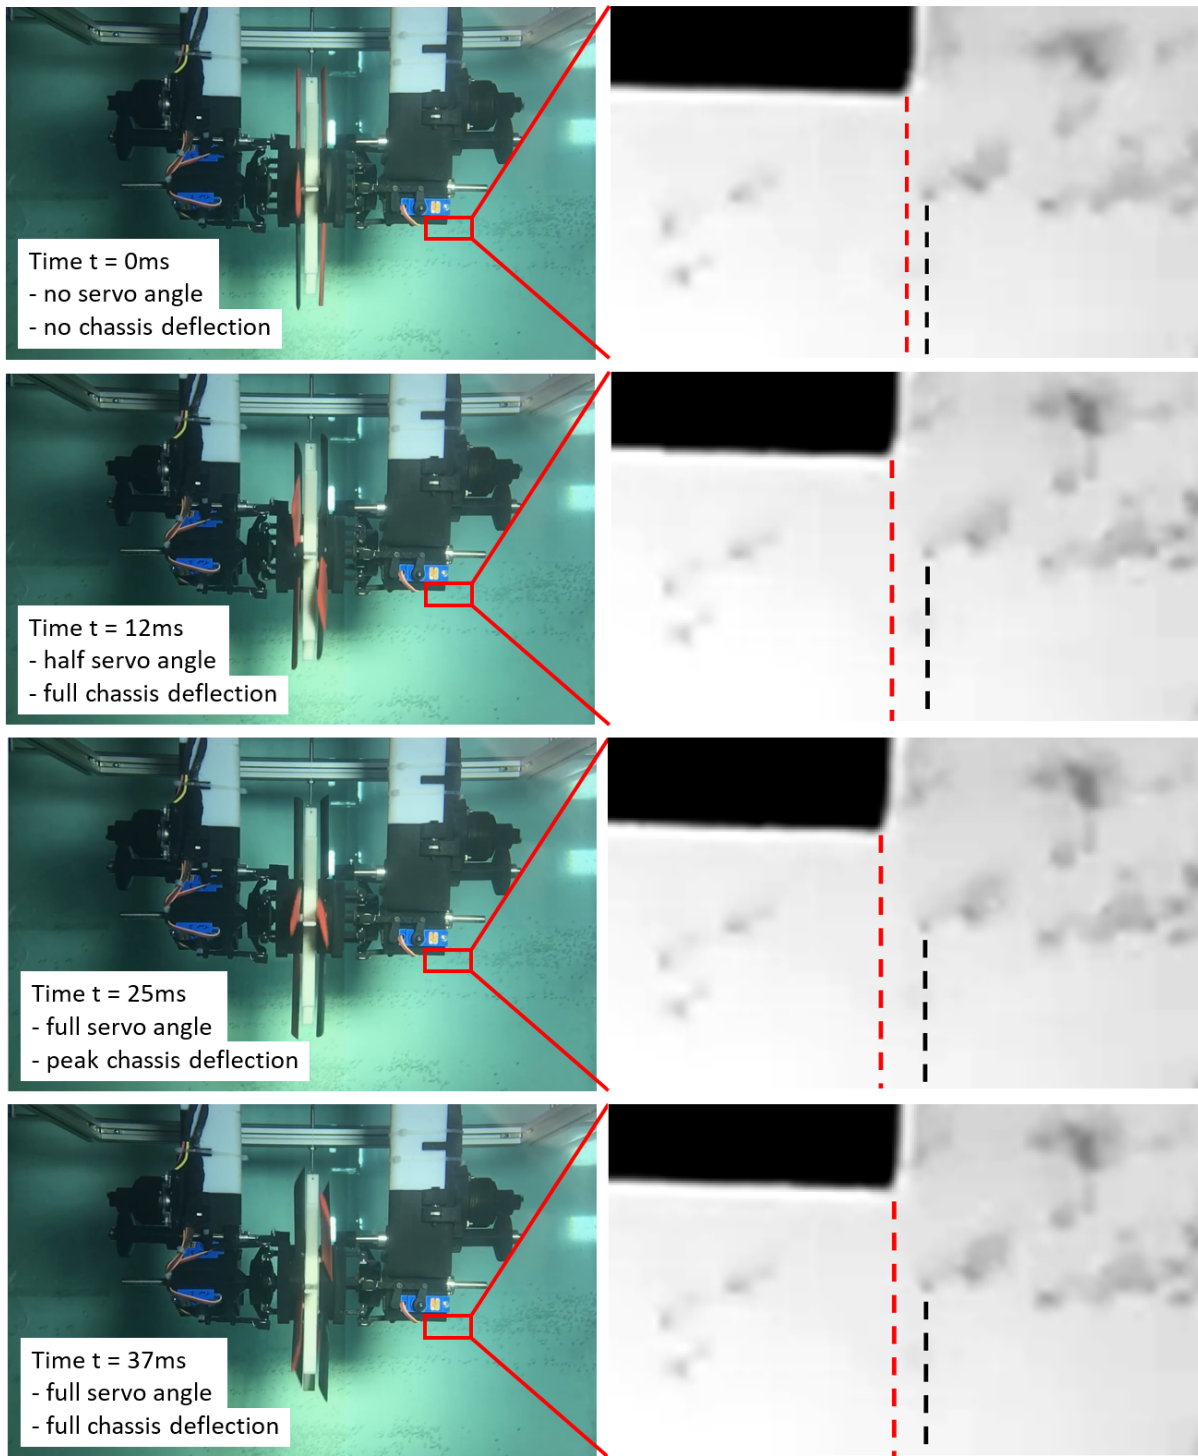 Time t = 0ms
- no servo angle
- no chassis deflection
Time t = 12ms
- half servo angle
- full chassis deflection
Time t = 25ms
- full servo angle
- peak chassis deflection
Time t = 37ms
- full servo angle
- full chassis deflection